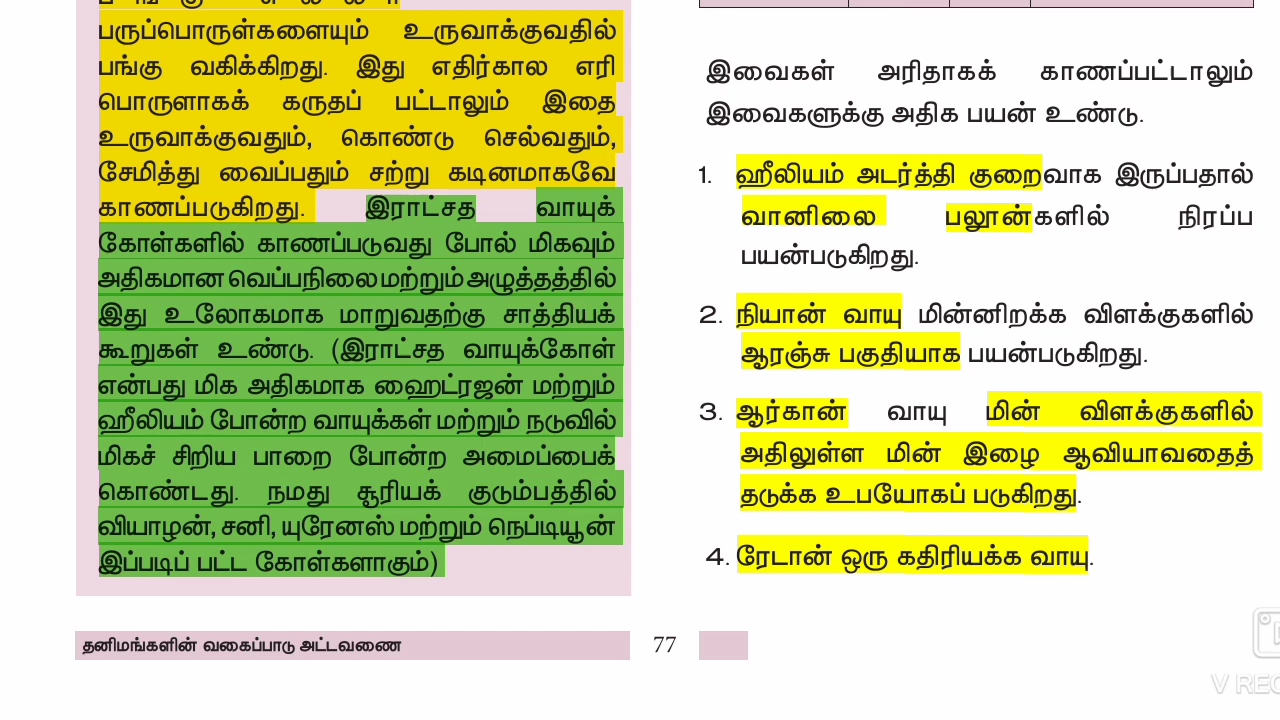 பருப்பொருள்களையும் உருவாக்குவதில்
பங்கு வகிக்கிறது. இது எதிர்கால எரி
பொருளாகக் கருதப் பட்டாலும் இதை
உருவாக்குவதும், கொண்டு செல்வதும்,
சேமித்து வைப்பதும் சற்று கடினமாகவே
காணப்படுகிறது. இராட்சத வாயுக்
கோள்களில் காணப்படுவது போல் மிகவும்
அதிகமான வெப்பநிலை மற்றும் அழுத்தத்தில்
இது உலோகமாக மாறுவதற்கு சாத்தியக்
கூறுகள் உண்டு. (இராட்சத வாயுக்கோள்
என்பது மிக அதிகமாக ஹைட்ரஜன் மற்றும்
ஹீலியம் போன்ற வாயுக்கள் மற்றும் நடுவில்
மிகச் சிறிய பாறை போன்ற அமைப்பைக்
கொண்டது. நமது சூரியக் குடும்பத்தில்
வியாழன், சனி, யுரேனஸ் மற்றும் நெப்டியூன்
இப்படிப் பட்ட கோள்களாகும்)
இவைகள் அரிதாகக் காணப்பட்டாலும்
இவைகளுக்கு அதிக பயன் உண்டு.
1. ஹீலியம் அடர்த்தி குறைவாக இருப்பதால்
வானிலை பலூன்களில் நிரப்ப
பயன்படுகிறது.
2. நியான் வாயு மின்னிறக்க விளக்குகளில்
ஆரஞ்சு பகுதியாக பயன்படுகிறது.
3. ஆர்கான் வாயு மின் விளக்குகளில்
அதிலுள்ள மின் இழை ஆவியாவதைத்
தடுக்க உபயோகப் படுகிறது.
4. ரேடான் ஒரு கதிரியக்க வாயு.
தனிமங்களின் வகைப்பாடு அட்டவணை
77
V REC